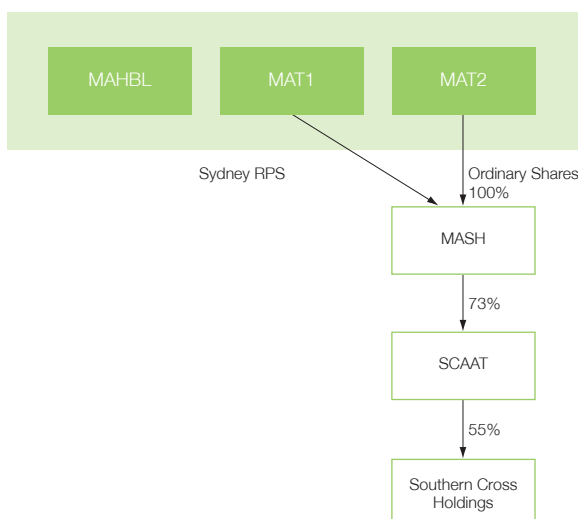 MAHBL
MAT1
MAT2
Sydney RPS
Ordinary Shares
100%
MASH
73%
SCAAT
55%
Southern Cross
Holdings